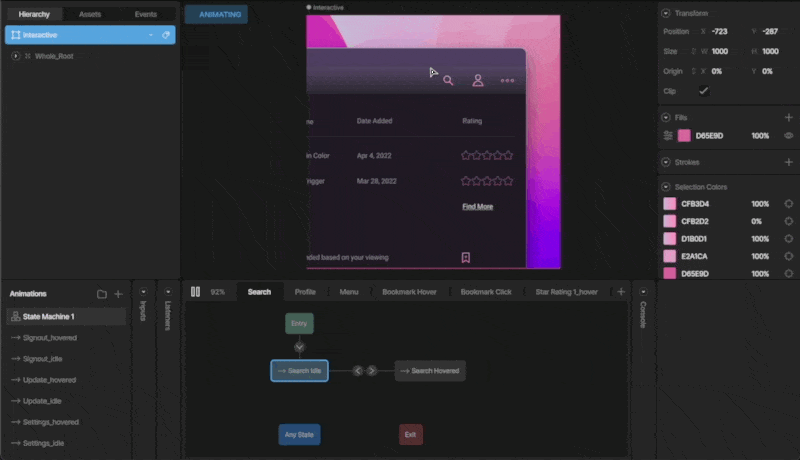 Hierarchy
Assets
Events
Interactive
Whole_Root
ANIMATING
Interactive
Date Added
Rating
in Color
Apr 4, 2022
Mar 28, 2022
Find More
based on your viewing
Transform
Position X -723 Y -267
Size X 1000 H 1000
Origin X 0% Y 0%
Clip
Fills
D65E9D 100%
Strokes
Selection Colors
CFB3D4 100%
CFB2D2 0%
D1B0D1 100%
E2A1CA 100%
D65E9D 100%
Animations
State Machine 1
Signout_hovered
Signout_idle
Update_hovered
Update_idle
Settings_hovered
Settings_idle
Inputs
Listeners
92%
Search
Profile
Menu
Bookmark Hover
Bookmark Click
Star Rating 1_hover
Entry
Search Idle
Search Hovered
Any State
Exit
Console